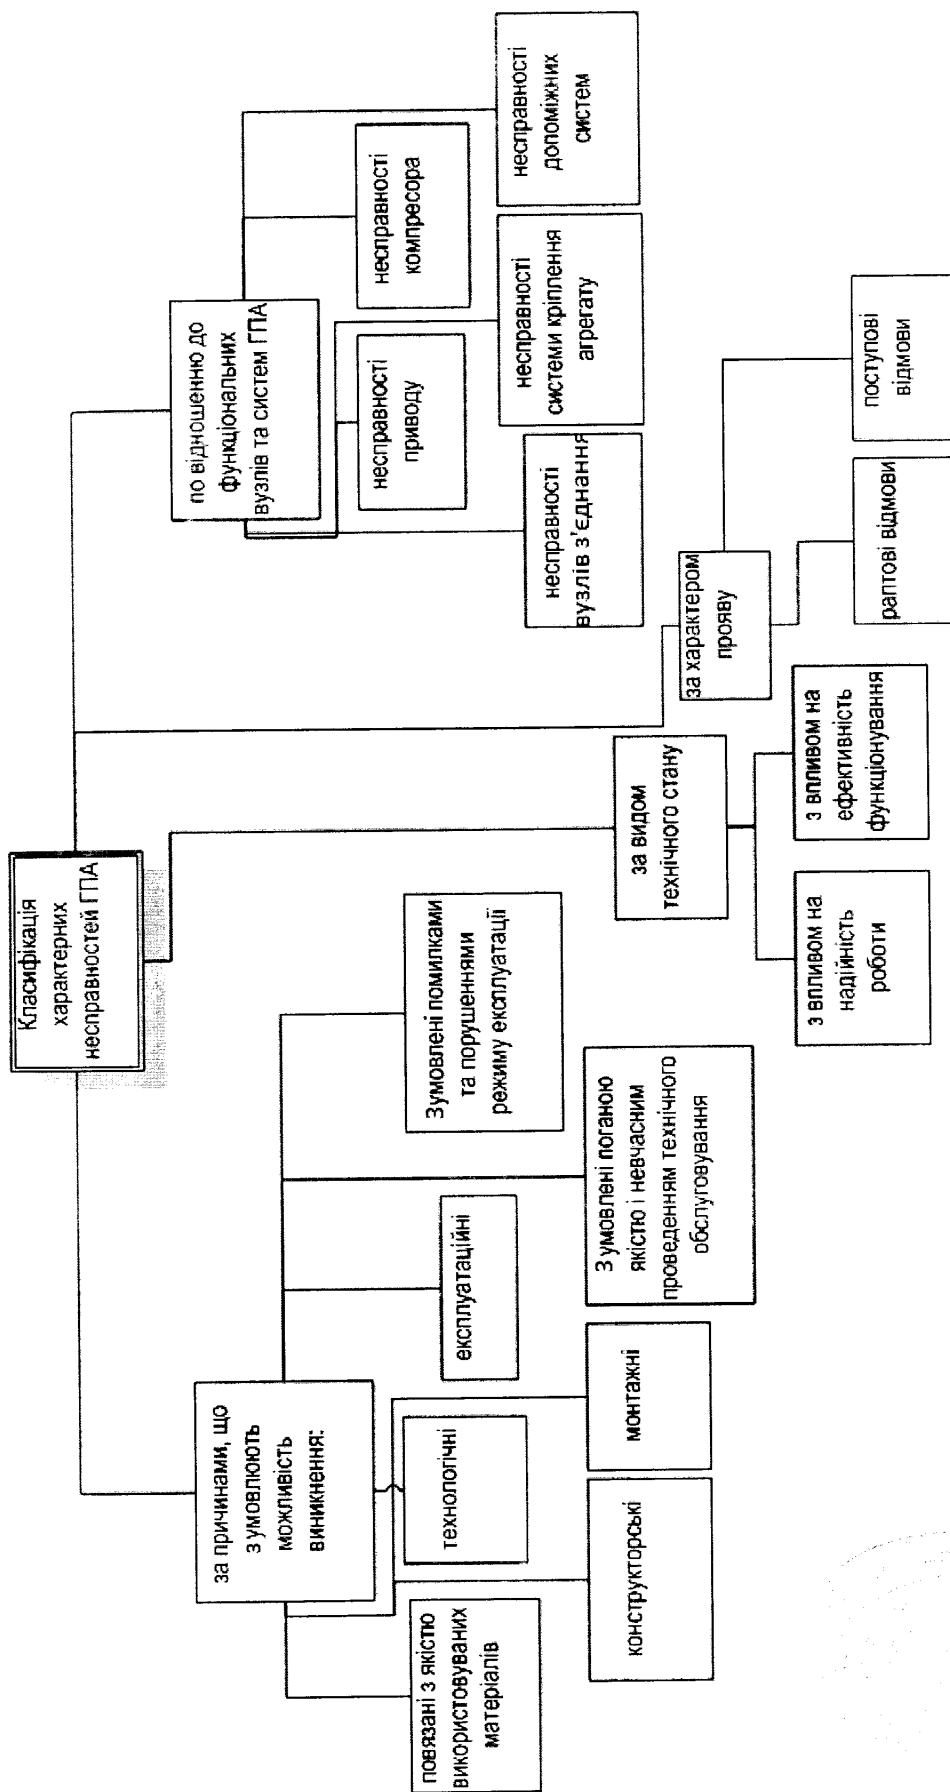 Класифікація
характерних
несправностей ГПА
за причинами, що
зумовлюють
можливість
виникнення:
повязані з якістю
використовуваних
матеріалів
конструкторські
технологічні
монтажні
експлуатаційні
Зумовлені поганою
якістю і невчасним
проведенням технічного
обслуговування
Зумовлені помилками
та порушеннями
режиму експлуатації
за видом
технічного стану
з впливом на
надійність
роботи
з впливом на
ефективність
функціонування
за характером
прояву
раптові відмови
поступові
відмови
по відношенню до
функціональних
вузлів та систем ГПА
несправності
вузлів з'єднання
несправності
приводу
несправності
системи кріплення
агрегату
несправності
компресора
несправності
допоміжних
систем